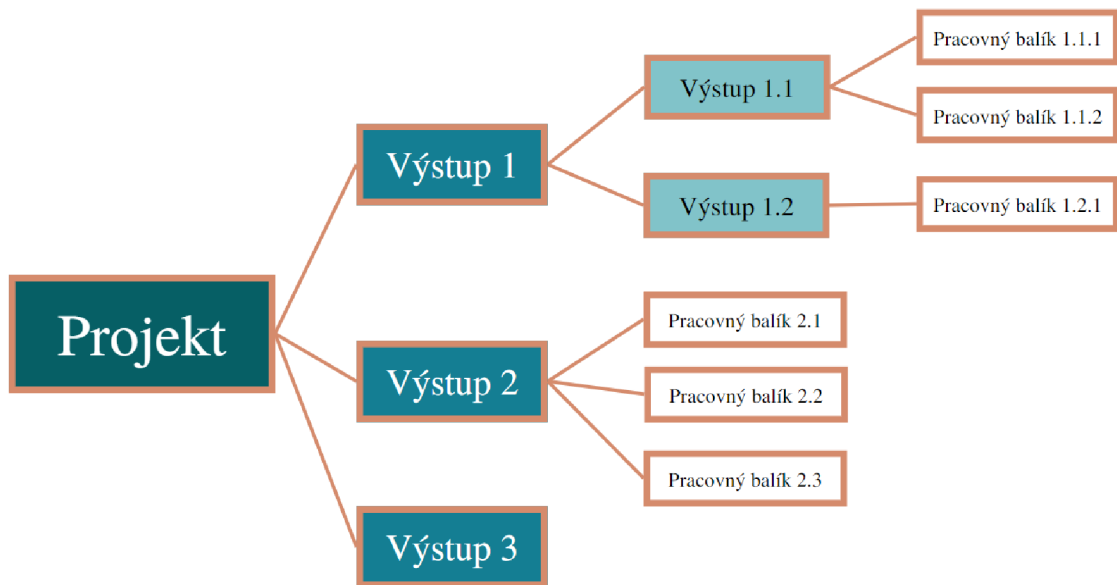 Projekt
Výstup 1
Výstup 1.1
Pracovný balík 1.1.1
Pracovný balík 1.1.2
Výstup 1.2
Pracovný balík 1.2.1
Výstup 2
Pracovný balík 2.1
Pracovný balík 2.2
Pracovný balík 2.3
Výstup 3